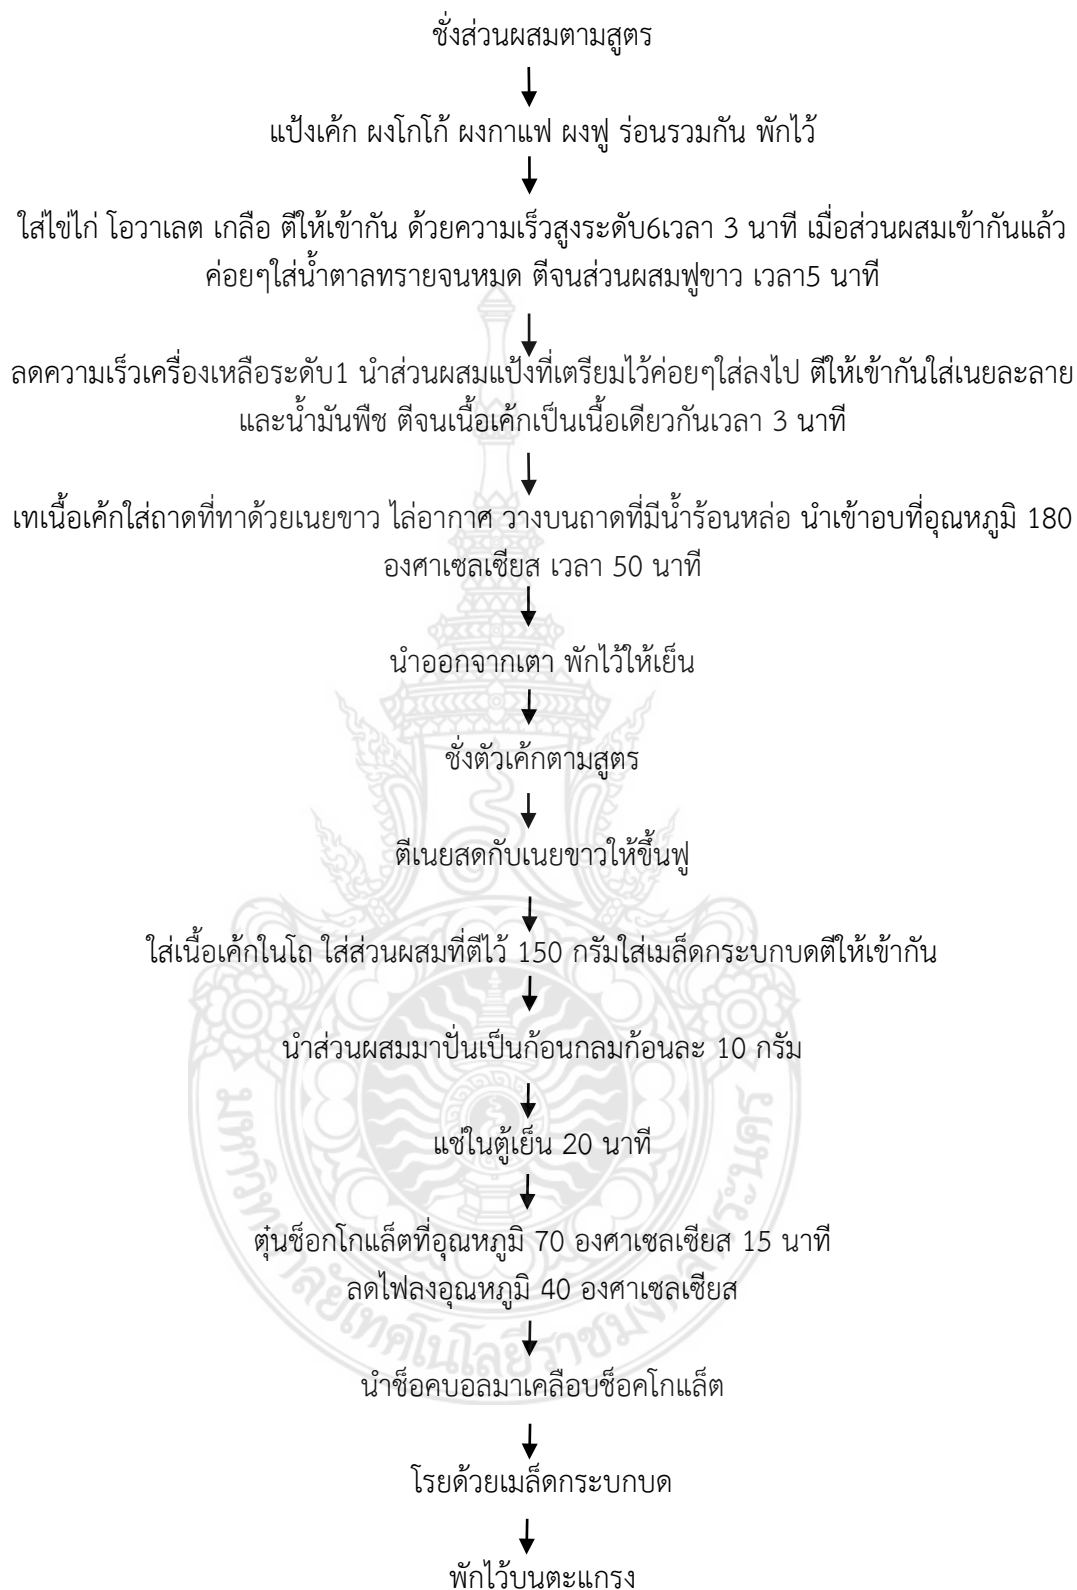 ชั่งส่วนผสมตามสูตร
แป้งเค้ก ผงโกโก้ ผงกาแฟ ผงฟู ร่อนรวมกัน พักไว้
ใส่ไข่ไก่ โอวาเลต เกลือ ตีให้เข้ากัน ด้วยความเร็วสูงระดับ6เวลา 3 นาที เมื่อส่วนผสมเข้ากันแล้ว
ค่อยๆใส่น้ำตาลทรายจนหมด ตีจนส่วนผสมฟูขาว เวลา5 นาที
ลดความเร็วเครื่องเหลือระดับ1 นำส่วนผสมแป้งที่เตรียมไว้ค่อยๆใส่ลงไป ตีให้เข้ากันใส่เนยละลาย
และน้ำมันพืช ตีจนเนื้อเค้กเป็นเนื้อเดียวกันเวลา 3 นาที
เทเนื้อเค้กใส่ถาดที่ทาด้วยเนยขาว ไล่อากาศ วางบนถาดที่มีน้ำร้อนหล่อ นำเข้าอบที่อุณหภูมิ 180
องศาเซลเซียส เวลา 50 นาที
นำออกจากเตา พักไว้ให้เย็น
ชั่งตัวเค้กตามสูตร
ตีเนยสดกับเนยขาวให้ขึ้นฟู
ใส่เนื้อเค้กในโถ ใส่ส่วนผสมที่ตีไว้ 150 กรัมใส่เมล็ดกระบกบดตีให้เข้ากัน
นำส่วนผสมมาปั่นเป็นก้อนกลมก้อนละ 10 กรัม
แช่ในตู้เย็น 20 นาที
ตุ๋นช็อกโกแล็ตที่อุณหภูมิ 70 องศาเซลเซียส 15 นาที
ลดไฟลงอุณหภูมิ 40 องศาเซลเซียส
นำช็อคบอลมาเคลือบช็อคโกแล็ต
โรยด้วยเมล็ดกระบกบด
พักไว้บนตะแกรง
มหาวิทยาลัยเทคโนโลยีราชมงคลพระนคร